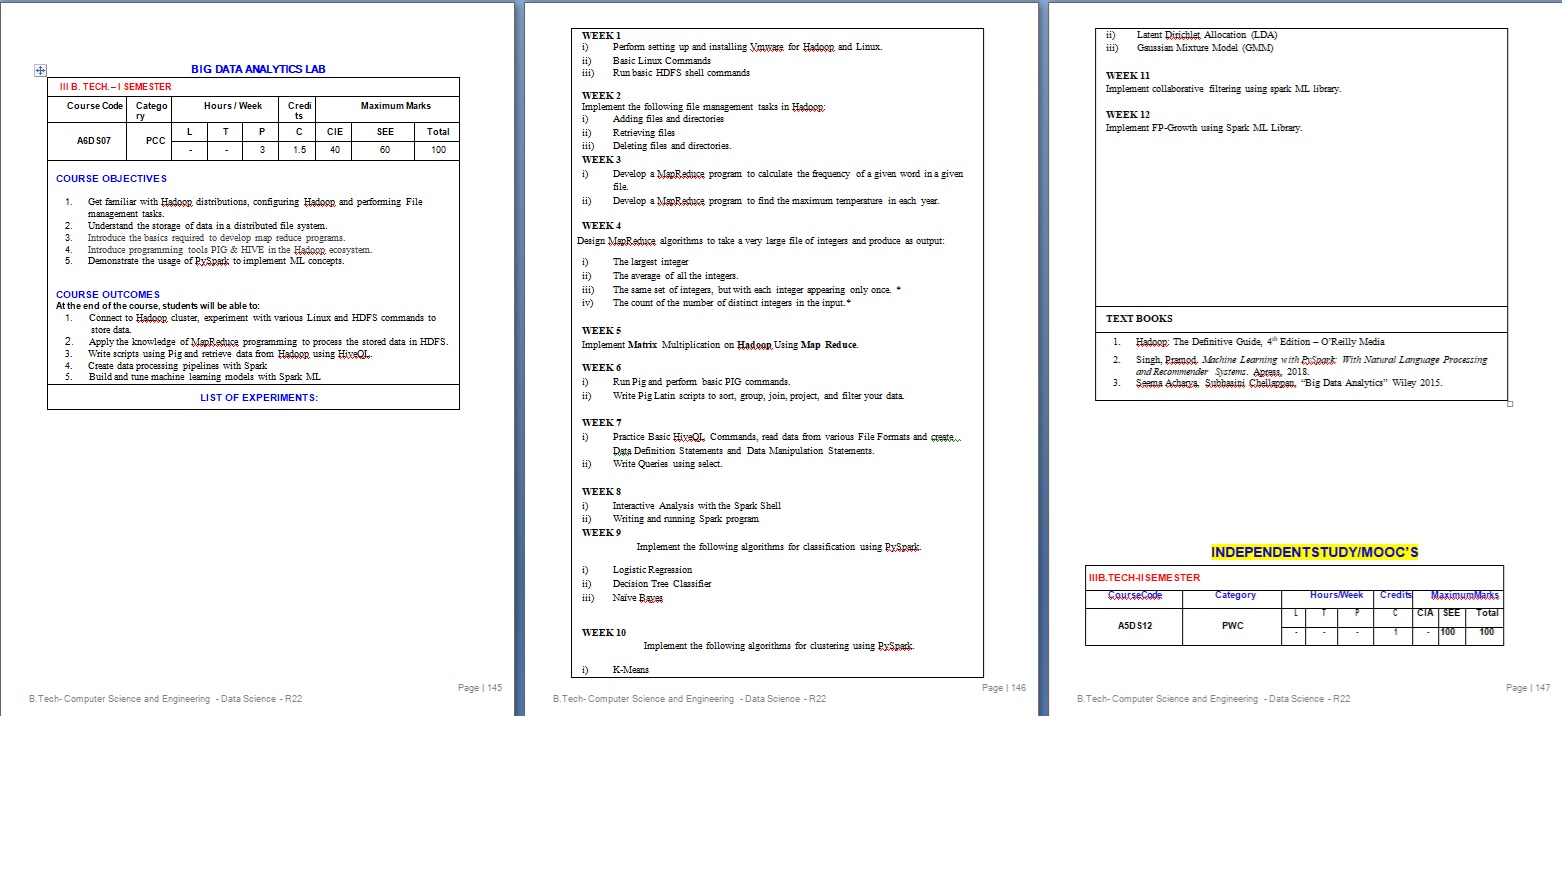 BIG DATA ANALYTICS LAB
III B. TECH. – I SEMESTER
Course Code Category Hours / Week Credits Maximum Marks
A6DS07 PCC L T P C CIE SEE Total
- - 3 1.5 40 60 100
COURSE OBJECTIVES
1. Get familiar with Hadoop distributions, configuring Hadoop and performing File
management tasks.
2. Understand the storage of data in a distributed file system.
3. Introduce the basics required to develop map reduce programs.
4. Introduce programming tools PIG & HIVE in the Hadoop ecosystem.
5. Demonstrate the usage of PySpark to implement ML concepts.
COURSE OUTCOMES
At the end of the course, students will be able to:
1. Connect to Hadoop cluster, experiment with various Linux and HDFS commands to
store data.
2. Apply the knowledge of MapReduce programming to process the stored data in HDFS.
3. Write scripts using Pig and retrieve data from Hadoop using HiveQL.
4. Create data processing pipelines with Spark
5. Build and tune machine learning models with Spark ML
LIST OF EXPERIMENTS:
Page | 145
B.Tech- Computer Science and Engineering - Data Science - R22
WEEK 1
i) Perform setting up and installing Vmware for Hadoop and Linux.
ii) Basic Linux Commands
iii) Run basic HDFS shell commands
WEEK 2
Implement the following file management tasks in Hadoop:
i) Adding files and directories
ii) Retrieving files
iii) Deleting files and directories.
WEEK 3
i) Develop a MapReduce program to calculate the frequency of a given word in a given
file.
ii) Develop a MapReduce program to find the maximum temperature in each year.
WEEK 4
Design MapReduce algorithms to take a very large file of integers and produce as output:
i) The largest integer
ii) The average of all the integers.
iii) The same set of integers, but with each integer appearing only once. *
iv) The count of the number of distinct integers in the input.*
WEEK 5
Implement Matrix Multiplication on Hadoop Using Map Reduce.
WEEK 6
i) Run Pig and perform basic PIG commands.
ii) Write Pig Latin scripts to sort, group, join, project, and filter your data.
WEEK 7
i) Practice Basic HiveQL Commands, read data from various File Formats and create
Data Definition Statements and Data Manipulation Statements.
ii) Write Queries using select.
WEEK 8
i) Interactive Analysis with the Spark Shell
ii) Writing and running Spark program
WEEK 9
Implement the following algorithms for classification using PySpark.
i) Logistic Regression
ii) Decision Tree Classifier
iii) Naïve Bayes
WEEK 10
Implement the following algorithms for clustering using PySpark.
i) K-Means
Page | 146
B.Tech- Computer Science and Engineering - Data Science - R22
ii) Latent Dirichlet Allocation (LDA)
iii) Gaussian Mixture Model (GMM)
WEEK 11
Implement collaborative filtering using spark ML library.
WEEK 12
Implement FP-Growth using Spark ML Library.
TEXT BOOKS
1. Hadoop: The Definitive Guide, 4th Edition – O’Reilly Media
2. Singh, Pramod. Machine Learning with PySpark: With Natural Language Processing
and Recommender Systems. Apress, 2018.
3. Seema Acharya, Subhasini Chellappan, “Big Data Analytics” Wiley 2015.
INDEPENDENTSTUDY/MOOC’S
IIIB.TECH-IISEMESTER
CourseCode Category Hours/Week Credits MaximumMarks
A5DS12 PWC L T P C CIA SEE Total
- - - 1 - 100 100
Page | 147
B.Tech- Computer Science and Engineering - Data Science - R22